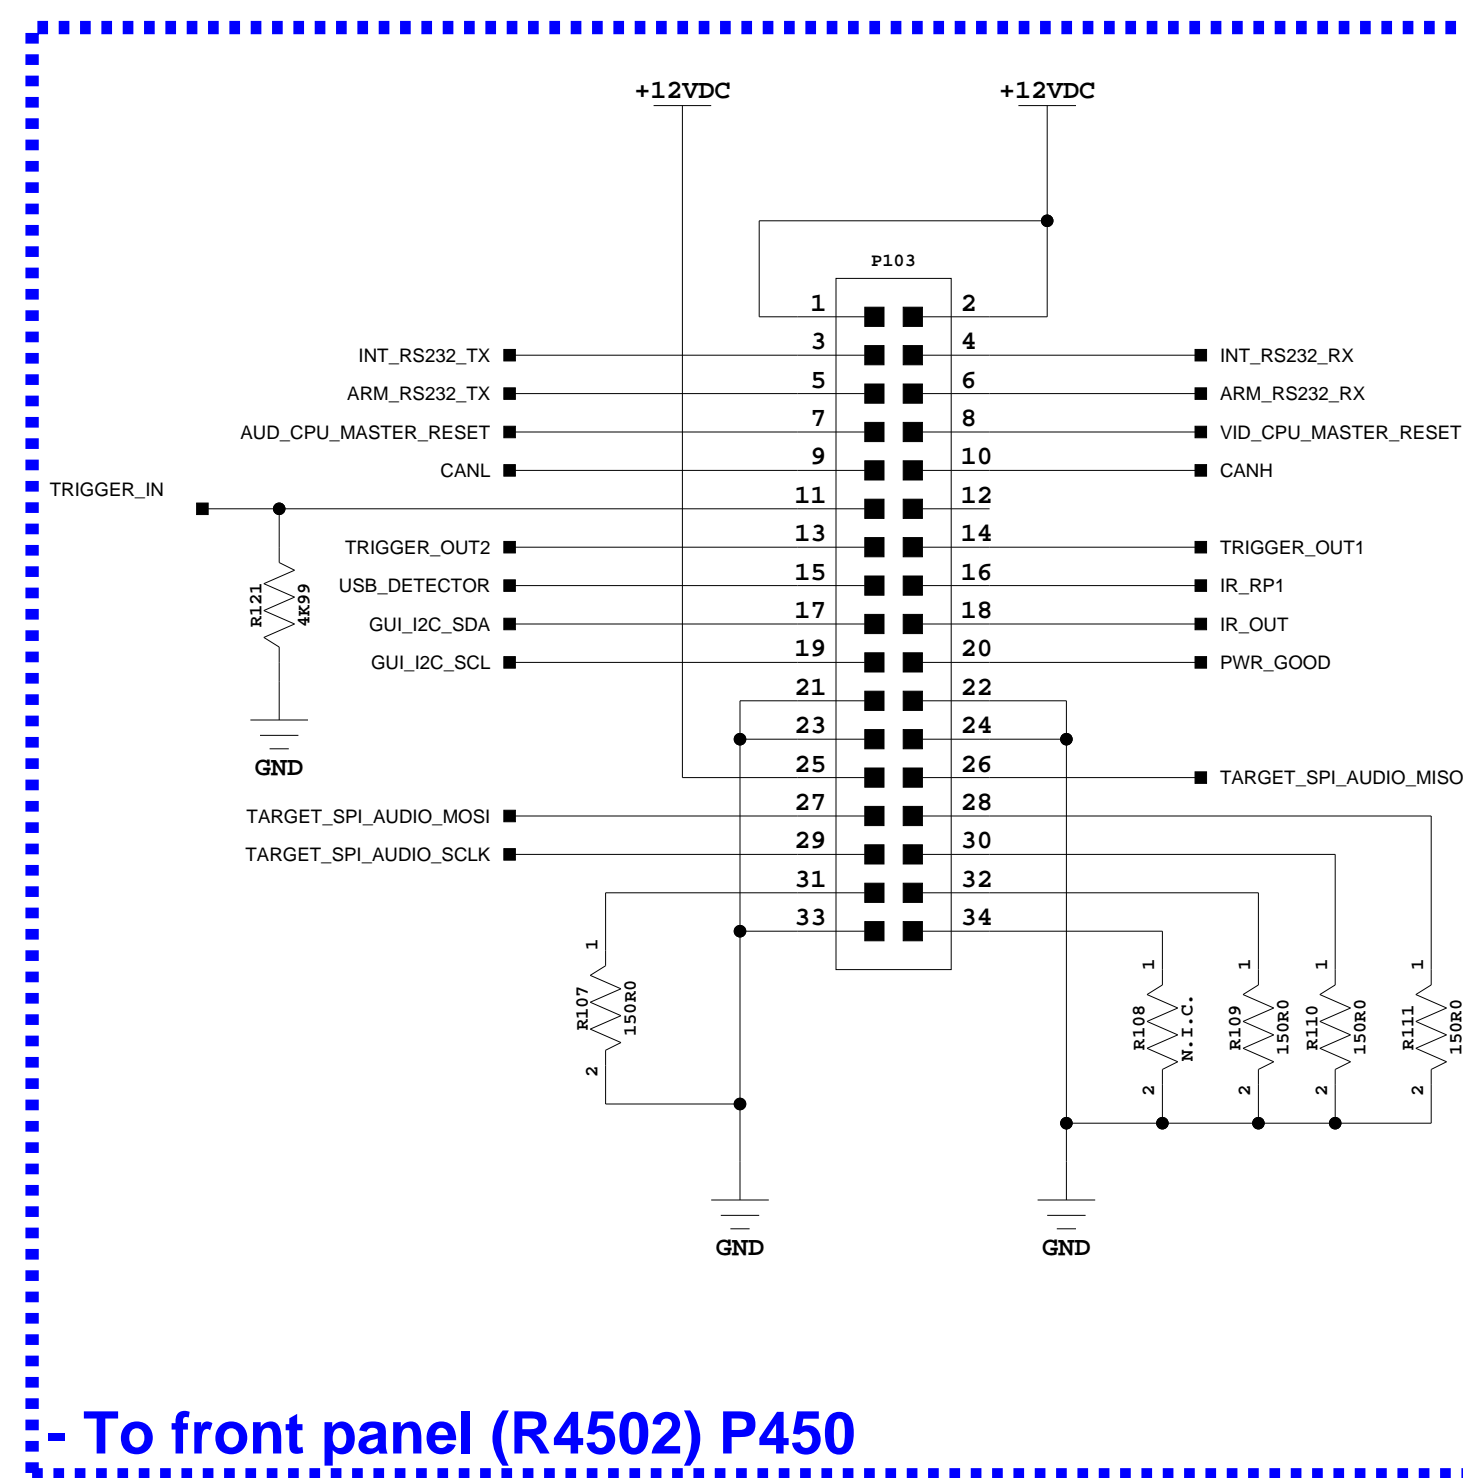 +12VDC +12VDC
P103
1 2
INT_RS232_TX 3 4 INT_RS232_RX
ARM_RS232_TX 5 6 ARM_RS232_RX
AUD_CPU_MASTER_RESET 7 8 VID_CPU_MASTER_RESET
CANL 9 10 CANH
TRIGGER_IN 11 12
TRIGGER_OUT2 13 14 TRIGGER_OUT1
USB_DETECTOR 15 16 IR_RP1
GUI_I2C_SDA 17 18 IR_OUT
GUI_I2C_SCL 19 20 PWR_GOOD
R121 4K99
21 22
23 24
GND
25 26 TARGET_SPI_AUDIO_MISO
TARGET_SPI_AUDIO_MOSI 27 28
TARGET_SPI_AUDIO_SCLK 29 30
31 32
33 34
1 1 1 1 1
R107 150R0 R108 N.I.C. R109 150R0 R110 150R0 R111 150R0
2 2 2 2 2
GND GND
- To front panel (R4502) P450